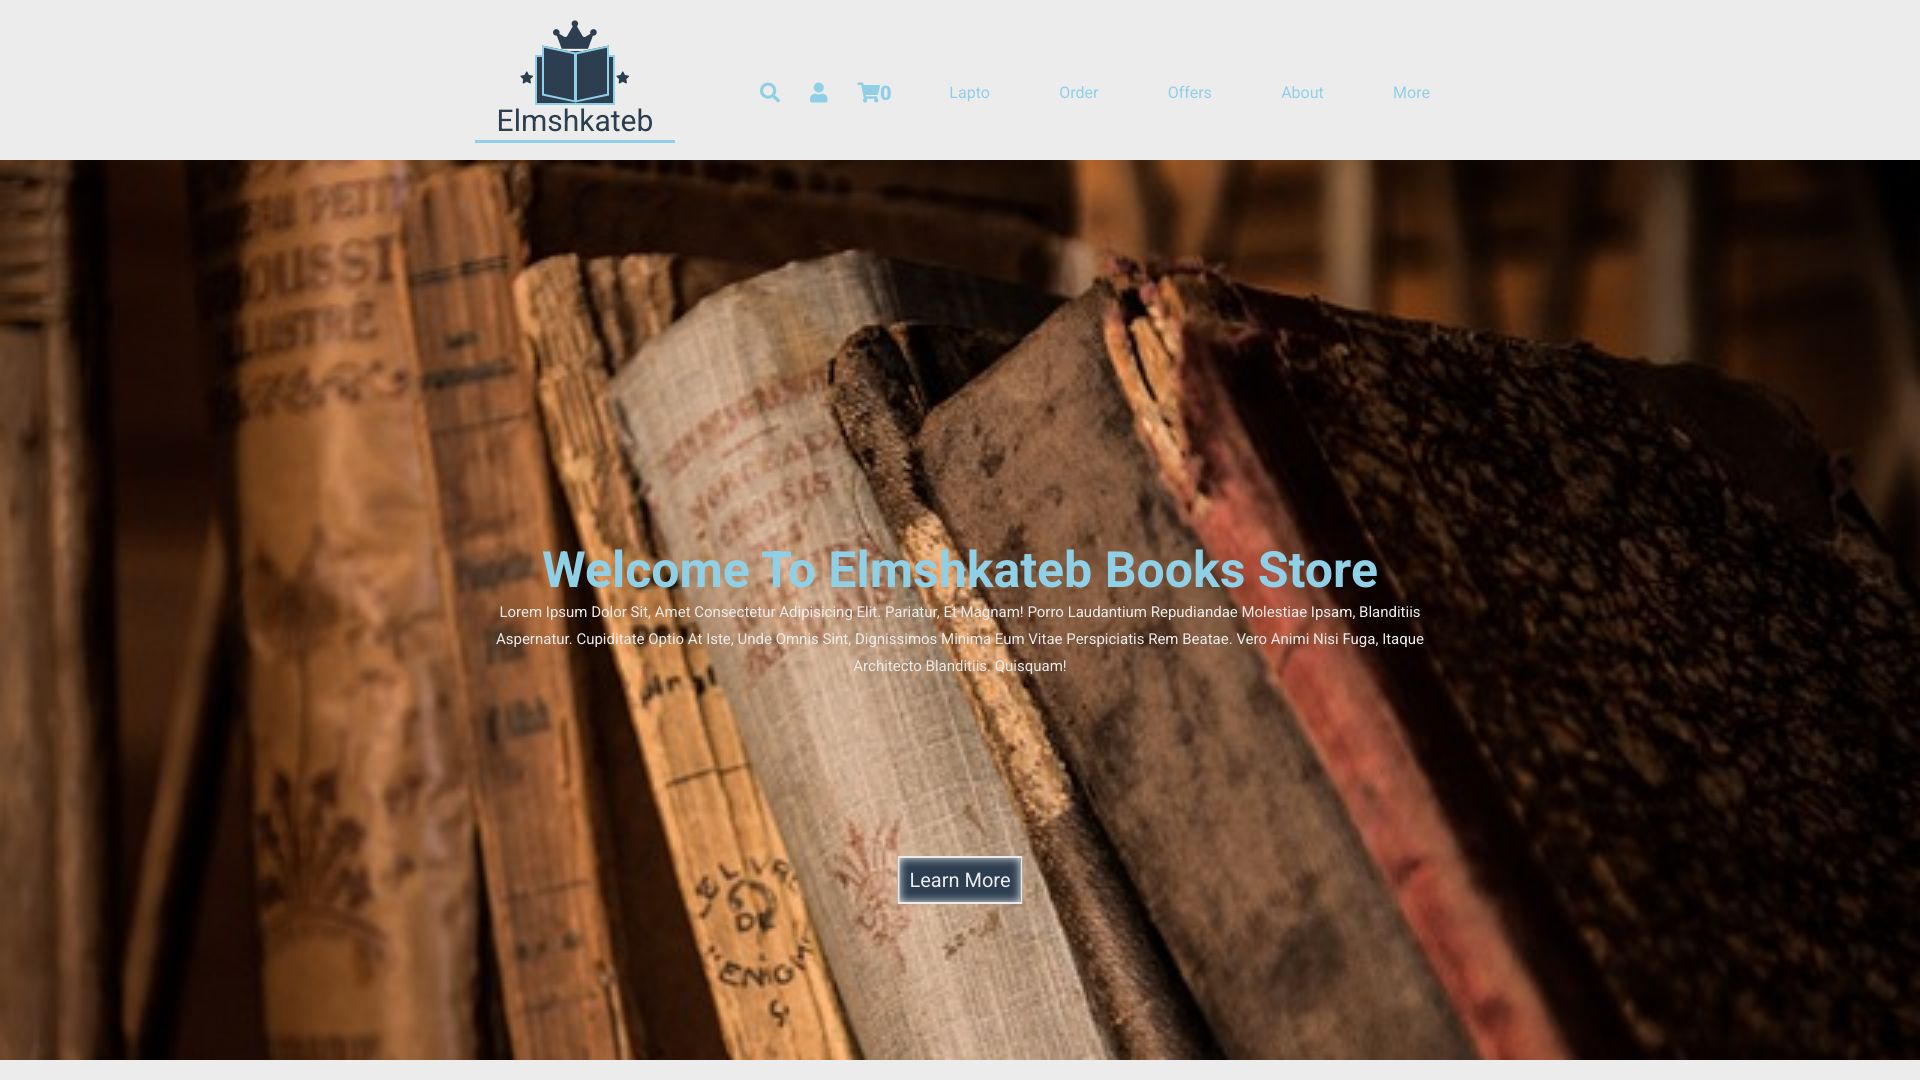 Elmshkateb
0
Lapto
Order
Offers
About
More
OUSSI
LLUSTRÉ
Welcome To Elmshkateb Books Store
Lorem Ipsum Dolor Sit, Amet Consectetur Adipisicing Elit. Pariatur, Et Magnam! Porro Laudantium Repudiandae Molestiae Ipsam, Blanditiis
Aspernatur. Cupiditate Optio At Iste, Unde Omnis Sint, Dignissimos Minima Eum Vitae Perspiciatis Rem Beatae. Vero Animi Nisi Fuga, Itaque
Architecto Blanditiis. Quisquam!
Learn More